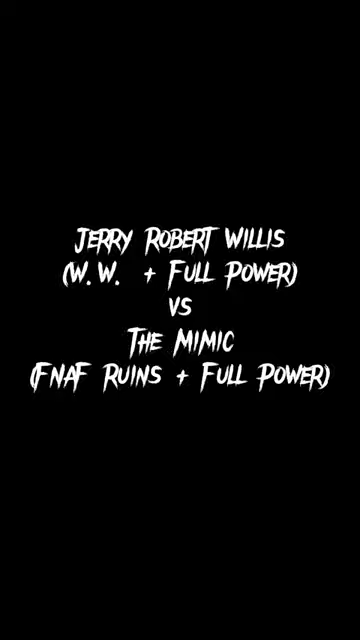 Jerry Robert Willis
(W.W. + Full Power)
vs
The Mimic
(FNaF Ruins + Full Power)